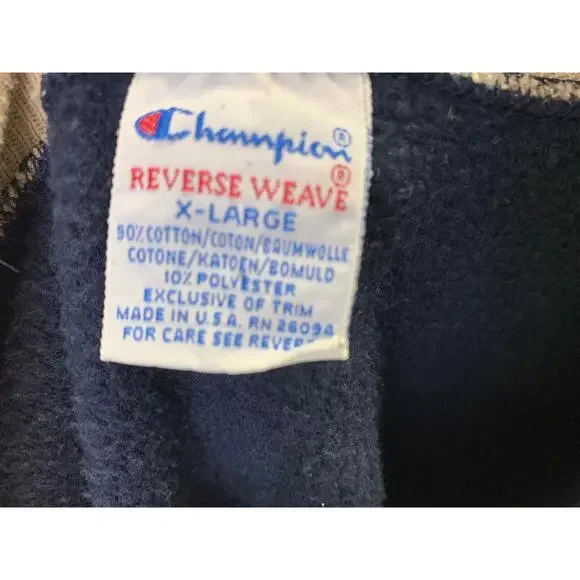 Champion®
REVERSE WEAVE®
X-LARGE
90% COTTON/COTON/BAUMWOLLE
COTONE/KATOEN/BOMULD
10% POLYESTER
EXCLUSIVE OF TRIM
MADE IN U.S.A. RN 26094
FOR CARE SEE REVERS